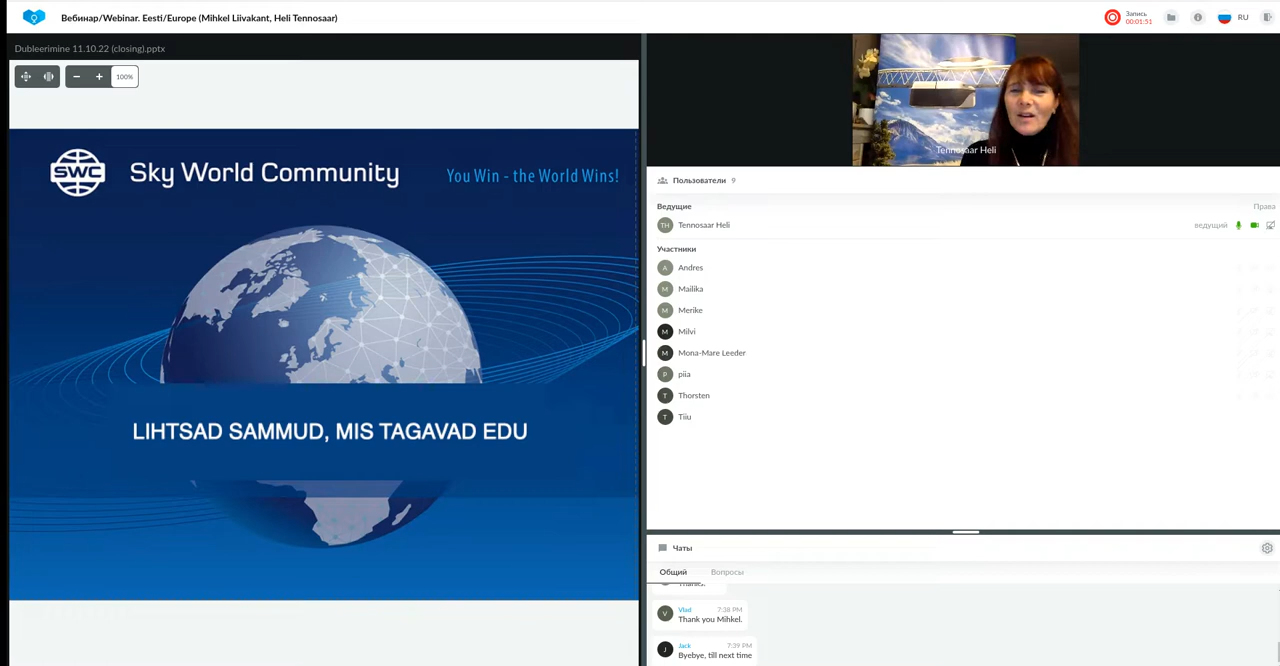 Вебинар/Webinar. Eesti/Europe (Mihkel Liivakant, Heli Tennosaar)
Запись
00:01:51
RU
Dubleerimine 11.10.22 (closing).pptx
100%
SWC
Sky World Community
You Win - the World Wins!
LIHTSAD SAMMUD, MIS TAGAVAD EDU
Tennosaar Heli
Пользователи 9
Ведущие
Права
TH Tennosaar Heli
ведущий
Участники
A Andres
M Mailika
M Merike
M Milvi
M Mona-Mare Leeder
P piia
T Thorsten
T Tiiu
Чаты
Общий
Вопросы
Thanks.
V Vlad 7:38 PM
Thank you Mihkel.
J Jack 7:39 PM
Byebye, till next time